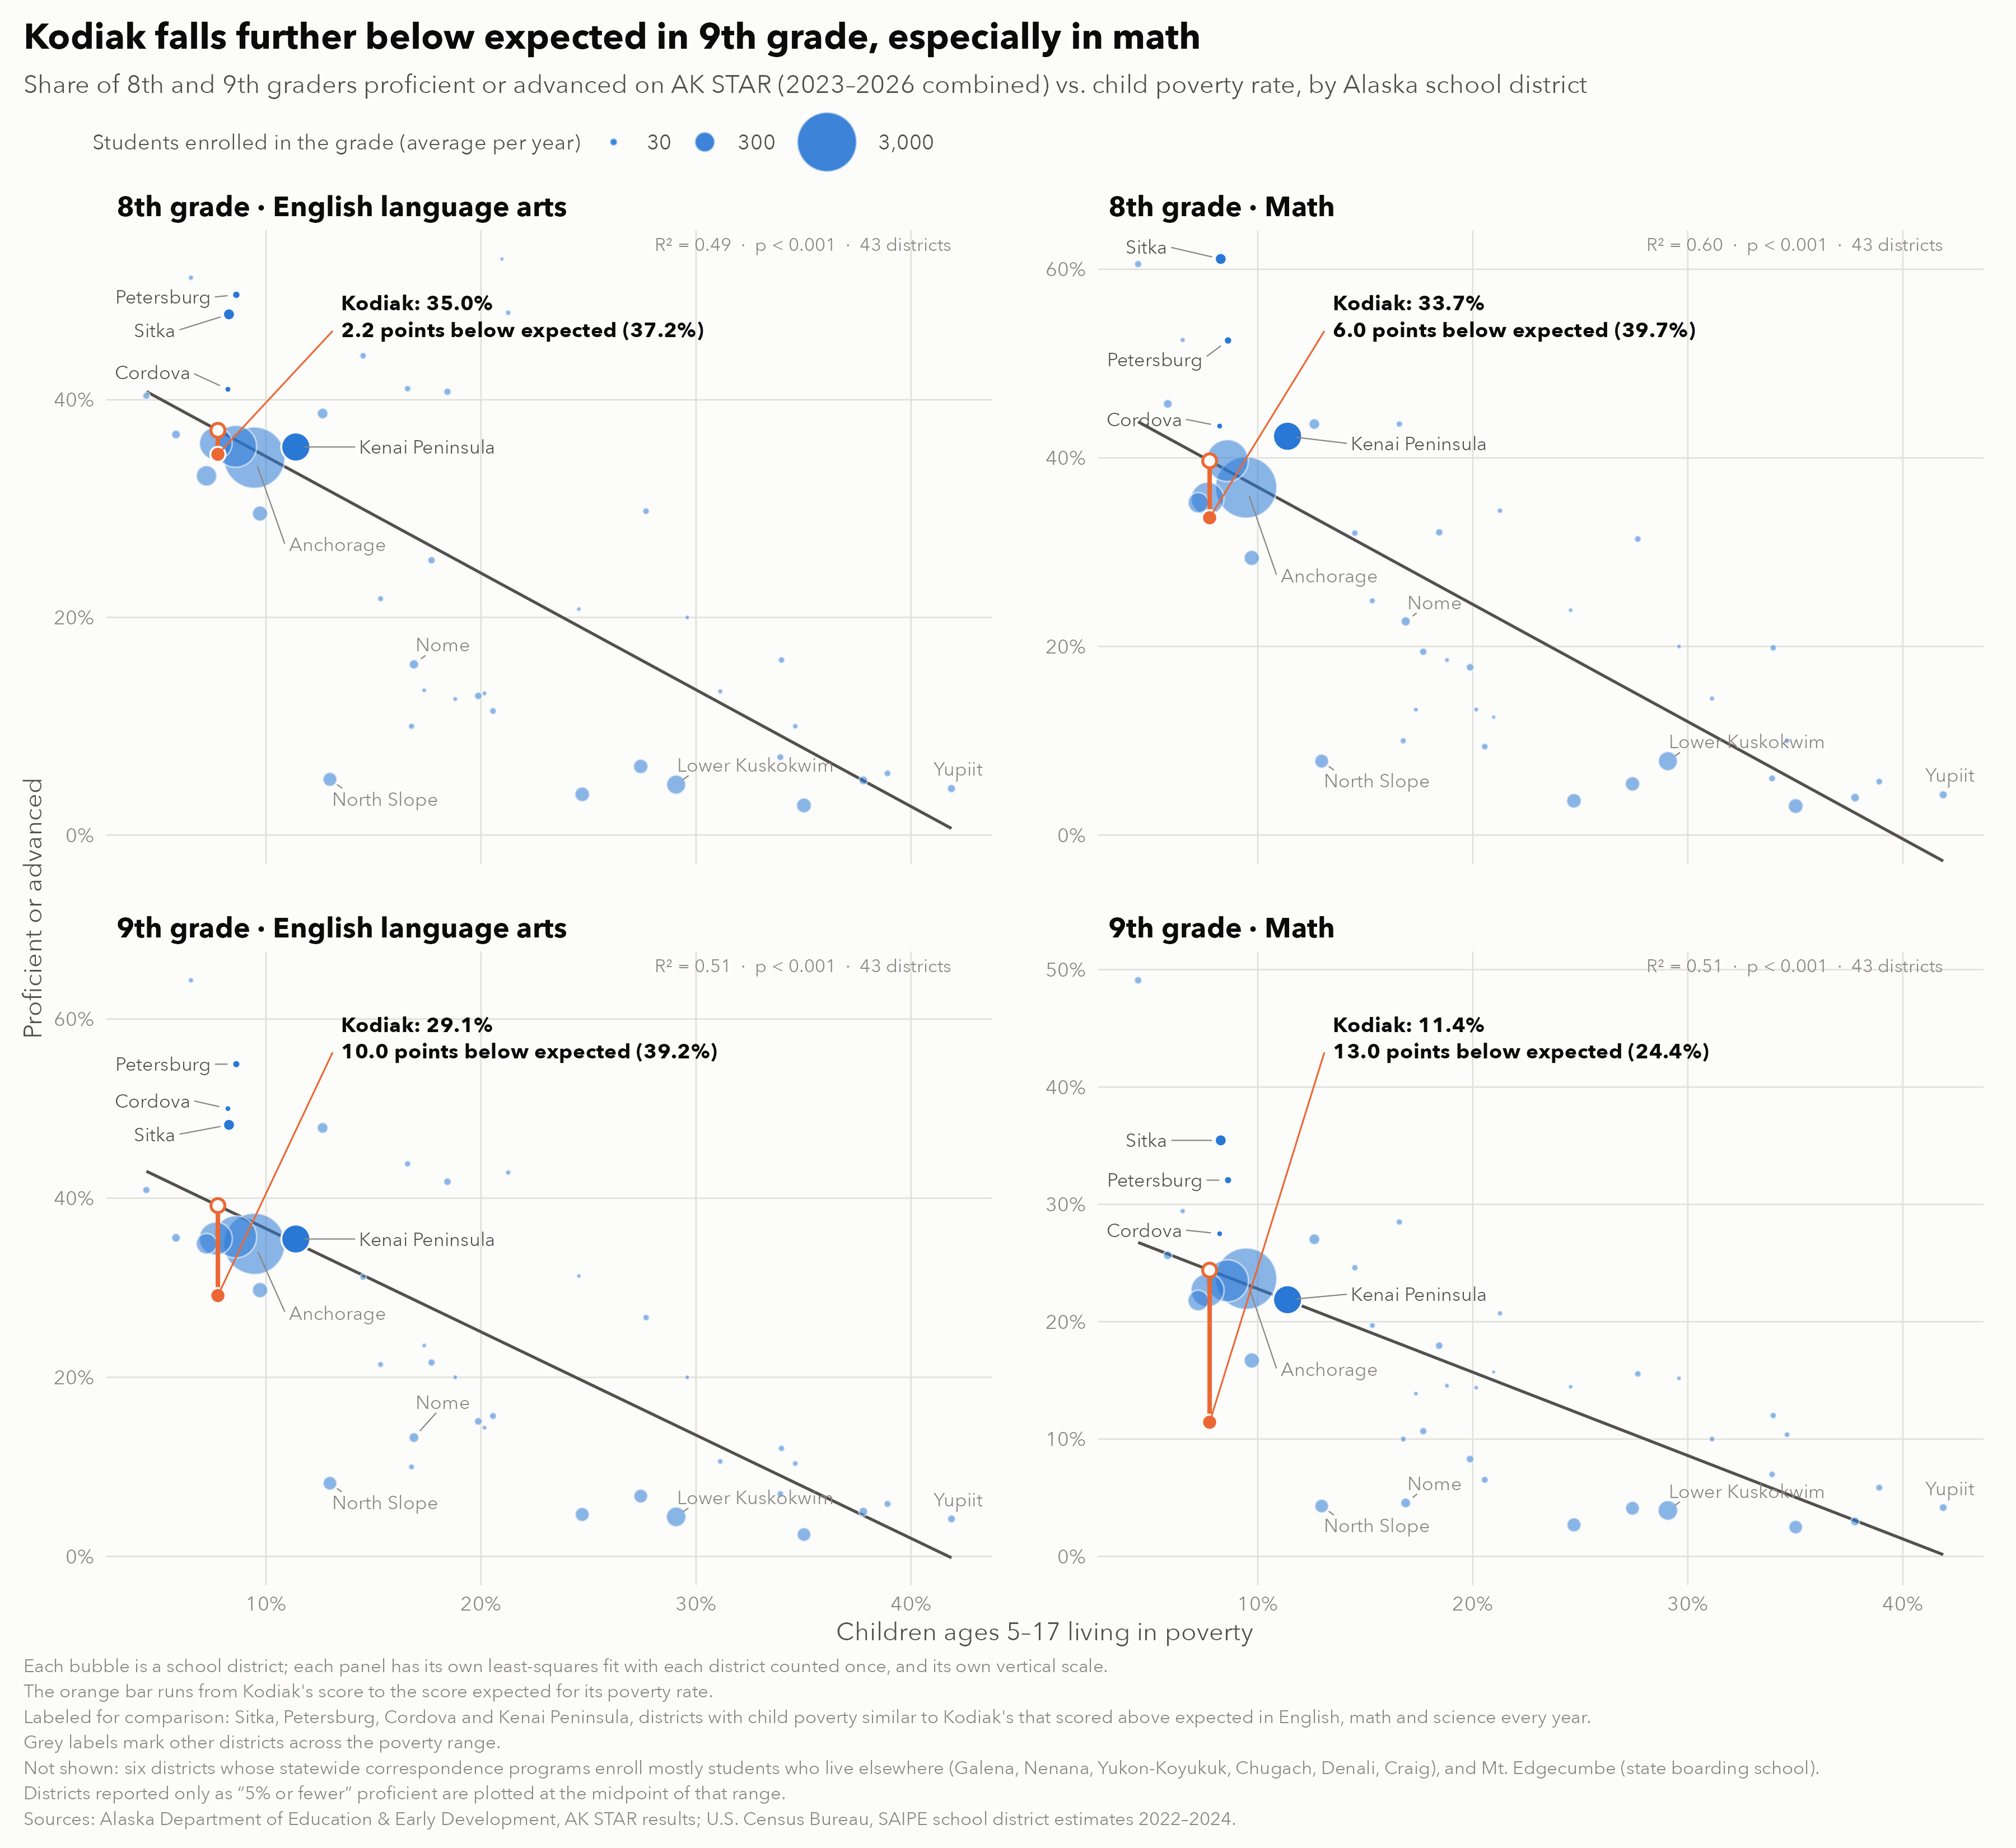 Kodiak falls further below expected in 9th grade, especially in math
Share of 8th and 9th graders proficient or advanced on AK STAR (2023–2026 combined) vs. child poverty rate, by Alaska school district
Students enrolled in the grade (average per year) 30 300 3,000
8th grade · English language arts
R² = 0.49 · p < 0.001 · 43 districts
Petersburg
Sitka
Kodiak: 35.0%
2.2 points below expected (37.2%)
Cordova
40%
Kenai Peninsula
Anchorage
20%
Nome
Lower Kuskokwim
Yupiit
North Slope
0%
8th grade · Math
R² = 0.60 · p < 0.001 · 43 districts
Sitka
60%
Kodiak: 33.7%
6.0 points below expected (39.7%)
Petersburg
Cordova
Kenai Peninsula
40%
Anchorage
Nome
20%
Lower Kuskokwim
Yupiit
North Slope
0%
Proficient or advanced
9th grade · English language arts
R² = 0.51 · p < 0.001 · 43 districts
60%
Kodiak: 29.1%
10.0 points below expected (39.2%)
Petersburg
Cordova
Sitka
40%
Kenai Peninsula
Anchorage
20%
Nome
Lower Kuskokwim
Yupiit
North Slope
0%
10% 20% 30% 40%
9th grade · Math
R² = 0.51 · p < 0.001 · 43 districts
50%
Kodiak: 11.4%
13.0 points below expected (24.4%)
40%
Sitka
Petersburg
30%
Cordova
Kenai Peninsula
20%
Anchorage
10%
Nome
Lower Kuskokwim
Yupiit
North Slope
0%
10% 20% 30% 40%
Children ages 5–17 living in poverty
Each bubble is a school district; each panel has its own least-squares fit with each district counted once, and its own vertical scale.
The orange bar runs from Kodiak's score to the score expected for its poverty rate.
Labeled for comparison: Sitka, Petersburg, Cordova and Kenai Peninsula, districts with child poverty similar to Kodiak's that scored above expected in English, math and science every year.
Grey labels mark other districts across the poverty range.
Not shown: six districts whose statewide correspondence programs enroll mostly students who live elsewhere (Galena, Nenana, Yukon-Koyukuk, Chugach, Denali, Craig), and Mt. Edgecumbe (state boarding school).
Districts reported only as “5% or fewer” proficient are plotted at the midpoint of that range.
Sources: Alaska Department of Education & Early Development, AK STAR results; U.S. Census Bureau, SAIPE school district estimates 2022–2024.